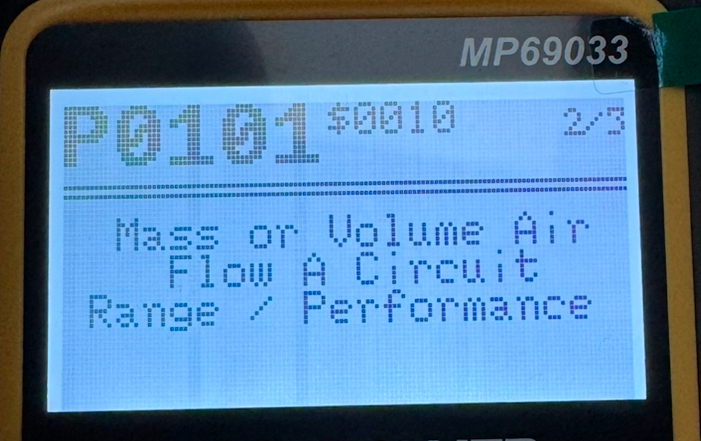 MP69033
P0101 $0010 2/3
Mass or Volume Air
Flow A Circuit
Range / Performance